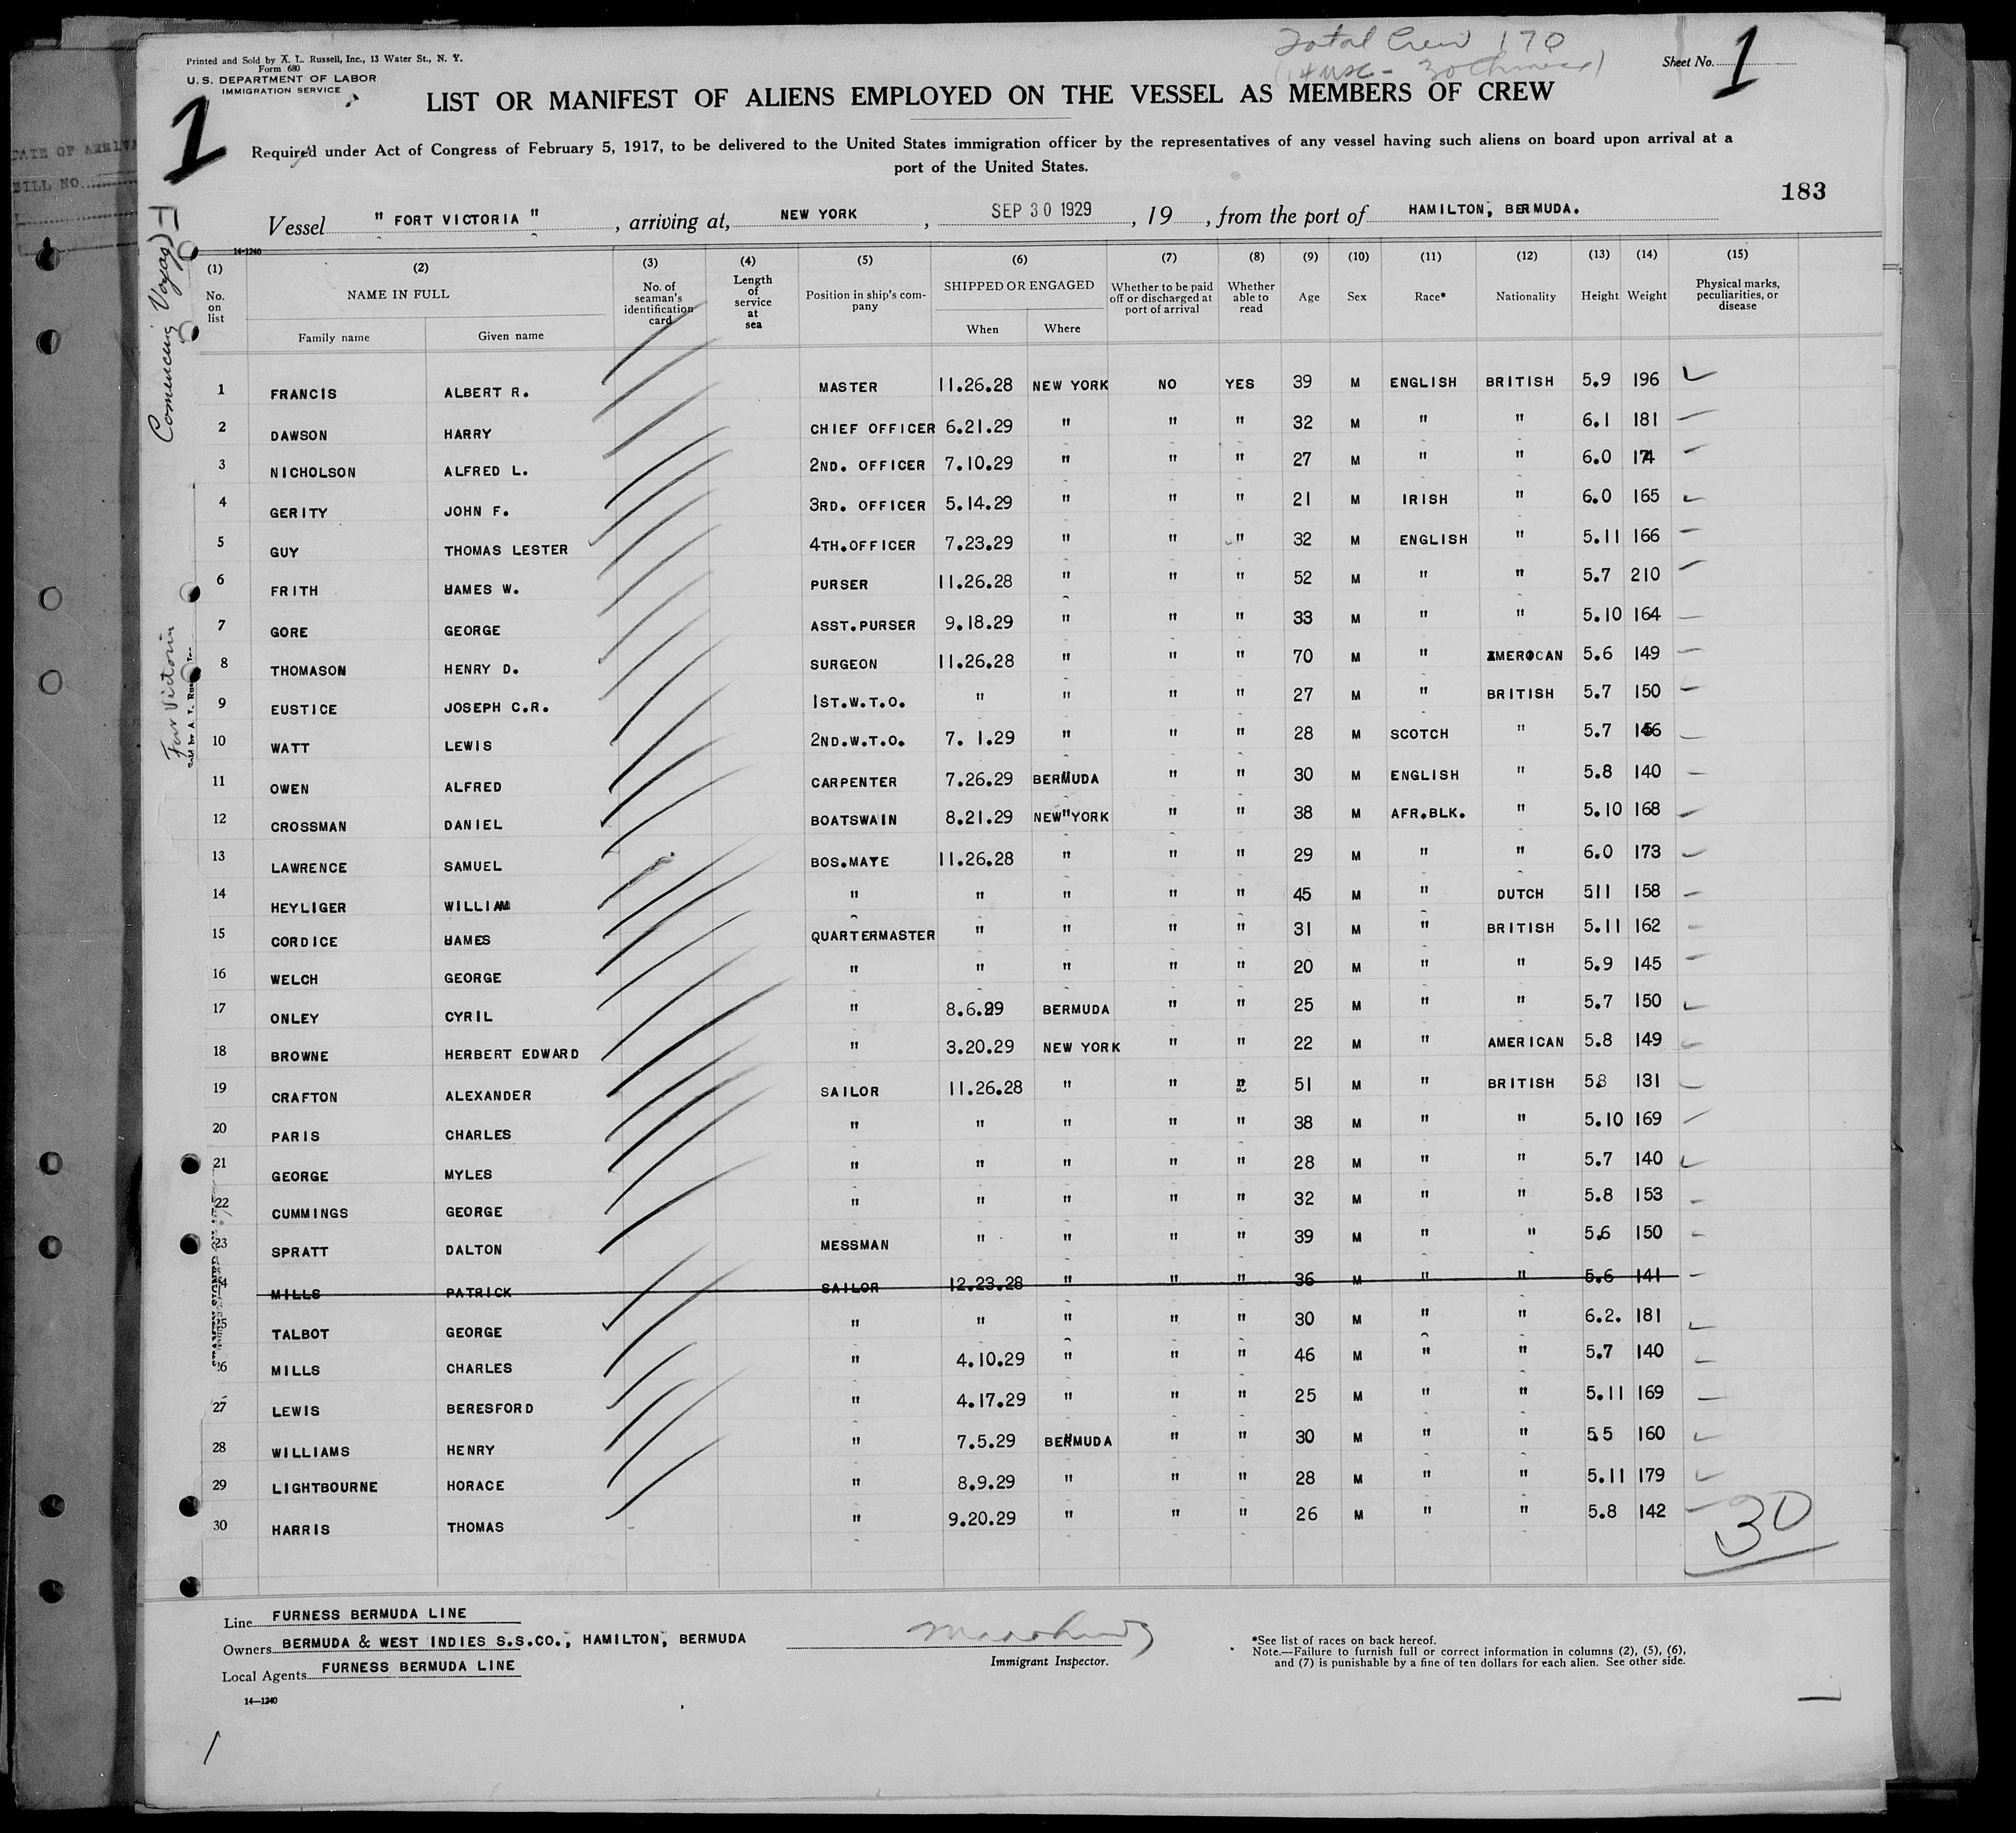 Total Crew 170
Printed and Sold by A. L. Russell, Inc., 13 Water St., N. Y.
Form 680
U. S. DEPARTMENT OF LABOR
IMMIGRATION SERVICE
Sheet No. 1
1
LIST OR MANIFEST OF ALIENS EMPLOYED ON THE VESSEL AS MEMBERS OF CREW
Required under Act of Congress of February 5, 1917, to be delivered to the United States immigration officer by the representatives of any vessel having such aliens on board upon arrival at a
port of the United States.
183
Vessel " FORT VICTORIA " , arriving at, NEW YORK , SEP 30 1929 , 19 , from the port of HAMILTON, BERMUDA.
14-1240
(1) (2) (3) (4) (5) (6) (7) (8) (9) (10) (11) (12) (13) (14) (15)
No. on list NAME IN FULL Family name Given name No. of seaman's identification card Length of service at sea Position in ship's company SHIPPED OR ENGAGED When Where Whether to be paid off or discharged at port of arrival Whether able to read Age Sex Race* Nationality Height Weight Physical marks, peculiarities, or disease
1 FRANCIS ALBERT R. MASTER 11.26.28 NEW YORK NO YES 39 M ENGLISH BRITISH 5.9 196
2 DAWSON HARRY CHIEF OFFICER 6.21.29 " " " 32 M " " 6.1 181
3 NICHOLSON ALFRED L. 2ND. OFFICER 7.10.29 " " " 27 M " " 6.0 174
4 GERITY JOHN F. 3RD. OFFICER 5.14.29 " " " 21 M IRISH " 6.0 165
5 GUY THOMAS LESTER 4TH.OFFICER 7.23.29 " " " 32 M ENGLISH " 5.11 166
6 FRITH HAMES W. PURSER 11.26.28 " " " 52 M " " 5.7 210
7 GORE GEORGE ASST.PURSER 9.18.29 " " " 33 M " " 5.10 164
8 THOMASON HENRY D. SURGEON 11.26.28 " " " 70 M " AMEROCAN 5.6 149
9 EUSTICE JOSEPH C.R. 1ST.W.T.O. " " " " 27 M " BRITISH 5.7 150
10 WATT LEWIS 2ND.W.T.O. 7. 1.29 " " " 28 M SCOTCH " 5.7
11 OWEN ALFRED CARPENTER 7.26.29 BERMUDA " " 30 M ENGLISH " 5.8 140
12 CROSSMAN DANIEL BOATSWAIN 8.21.29 NEW YORK " " 38 M AFR.BLK. " 5.10 168
13 LAWRENCE SAMUEL BOS.MATE 11.26.28 " " " 29 M " " 6.0 173
14 HEYLIGER WILLIAM " " " " " 45 M " DUTCH 511 158
15 CORDICE HAMES QUARTERMASTER " " " " 31 M " BRITISH 5.11 162
16 WELCH GEORGE " " " " " 20 M " " 5.9 145
17 ONLEY CYRIL " 8.6.29 BERMUDA " " 25 M " " 5.7 150
18 BROWNE HERBERT EDWARD " 3.20.29 NEW YORK " " 22 M " AMERICAN 5.8 149
19 CRAFTON ALEXANDER SAILOR 11.26.28 " " " 51 M " BRITISH 5.8 131
20 PARIS CHARLES " " " " " 38 M " " 5.10 169
21 GEORGE MYLES " " " " " 28 M " " 5.7 140
22 CUMMINGS GEORGE " " " " " 32 M " " 5.8 153
23 SPRATT DALTON MESSMAN " " " " 39 M " " 5.6 150
4 MILLS PATRICK SAILOR 12.23.28 " " " 36 M " " 5.6 141
5 TALBOT GEORGE " " " " " 30 M " " 6.2. 181
26 MILLS CHARLES " 4.10.29 " " " 46 M " " 5.7 140
27 LEWIS BERESFORD " 4.17.29 " " " 25 M " " 5.11 169
28 WILLIAMS HENRY " 7.5.29 BERMUDA " " 30 M " " 5.5 160
29 LIGHTBOURNE HORACE " 8.9.29 " " " 28 M " " 5.11 179
30 HARRIS THOMAS " 9.20.29 " " " 26 M " " 5.8 142
30
Line FURNESS BERMUDA LINE
Owners BERMUDA & WEST INDIES S.S.CO., HAMILTON, BERMUDA
Local Agents FURNESS BERMUDA LINE
14—1240
Immigrant Inspector.
*See list of races on back hereof.
Note.—Failure to furnish full or correct information in columns (2), (5), (6),
and (7) is punishable by a fine of ten dollars for each alien. See other side.
DATE OF ARRIVA
BILL NO.